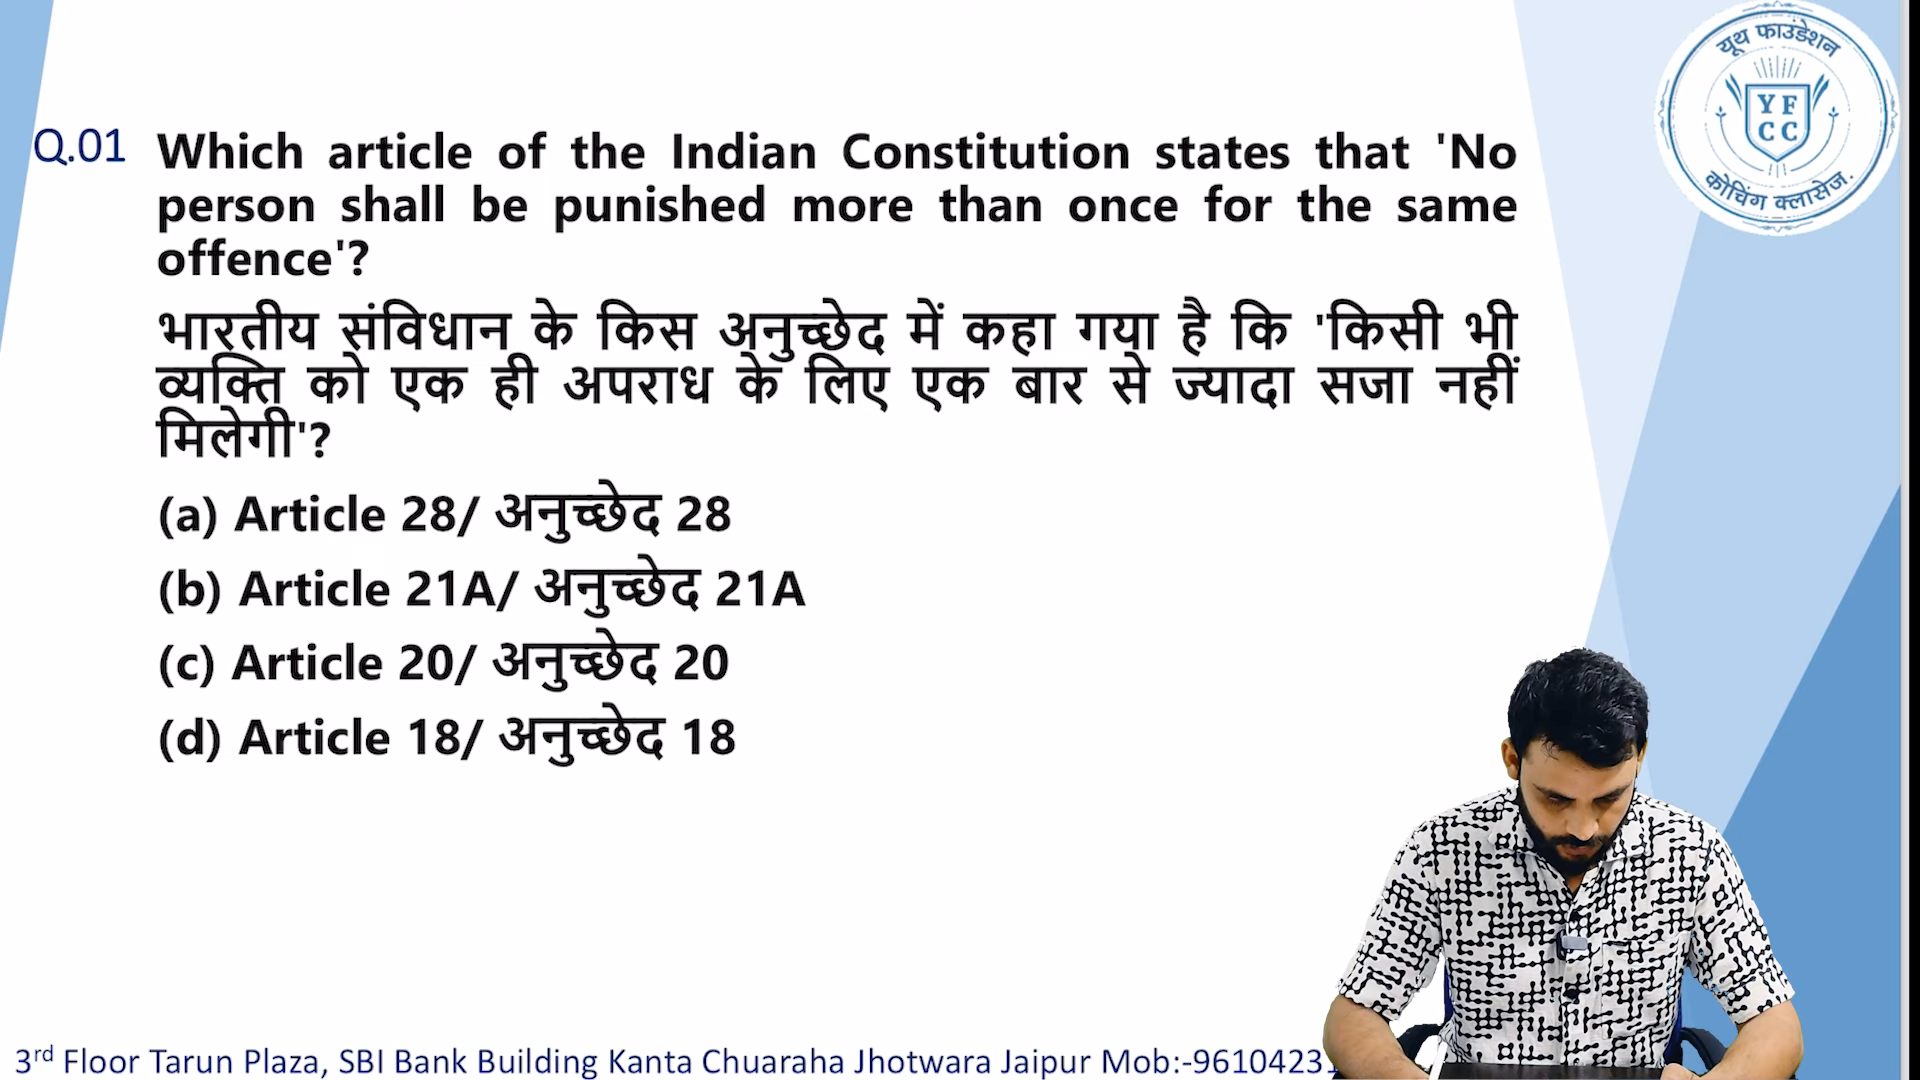 यूथ फाउंडेशन
Y F
C C
कोचिंग क्लासेज.
Q.01 Which article of the Indian Constitution states that 'No
person shall be punished more than once for the same
offence'?
भारतीय संविधान के किस अनुच्छेद में कहा गया है कि 'किसी भी
व्यक्ति को एक ही अपराध के लिए एक बार से ज्यादा सजा नहीं
मिलेगी'?
(a) Article 28/ अनुच्छेद 28
(b) Article 21A/ अनुच्छेद 21A
(c) Article 20/ अनुच्छेद 20
(d) Article 18/ अनुच्छेद 18
3rd Floor Tarun Plaza, SBI Bank Building Kanta Chuaraha Jhotwara Jaipur Mob:-9610423